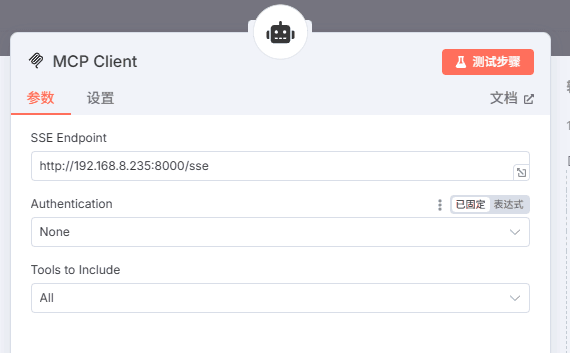 MCP Client
测试步骤
参数 设置 文档
SSE Endpoint
http://192.168.8.235:8000/sse
Authentication 已固定 表达式
None
Tools to Include
All